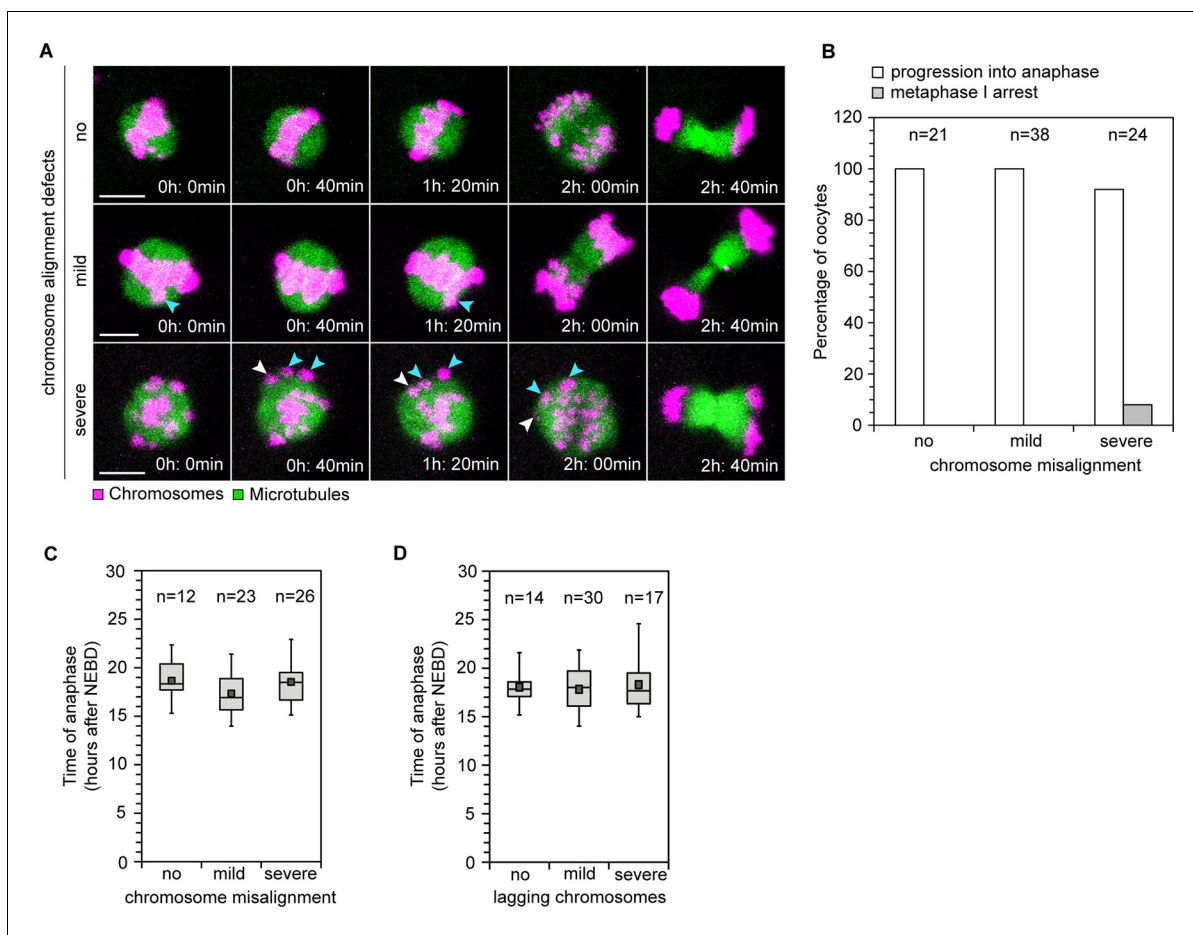 A
chromosome alignment defects
no
0h: 0min
0h: 40min
1h: 20min
2h: 00min
2h: 40min
mild
0h: 0min
0h: 40min
1h: 20min
2h: 00min
2h: 40min
severe
0h: 0min
0h: 40min
1h: 20min
2h: 00min
2h: 40min
Chromosomes Microtubules
B
progression into anaphase
metaphase I arrest
Percentage of oocytes
120
100
80
60
40
20
0
n=21 n=38 n=24
no mild severe
chromosome misalignment
C
Time of anaphase
(hours after NEBD)
30
25
20
15
10
5
0
n=12 n=23 n=26
no mild severe
chromosome misalignment
D
Time of anaphase
(hours after NEBD)
30
25
20
15
10
5
0
n=14 n=30 n=17
no mild severe
lagging chromosomes